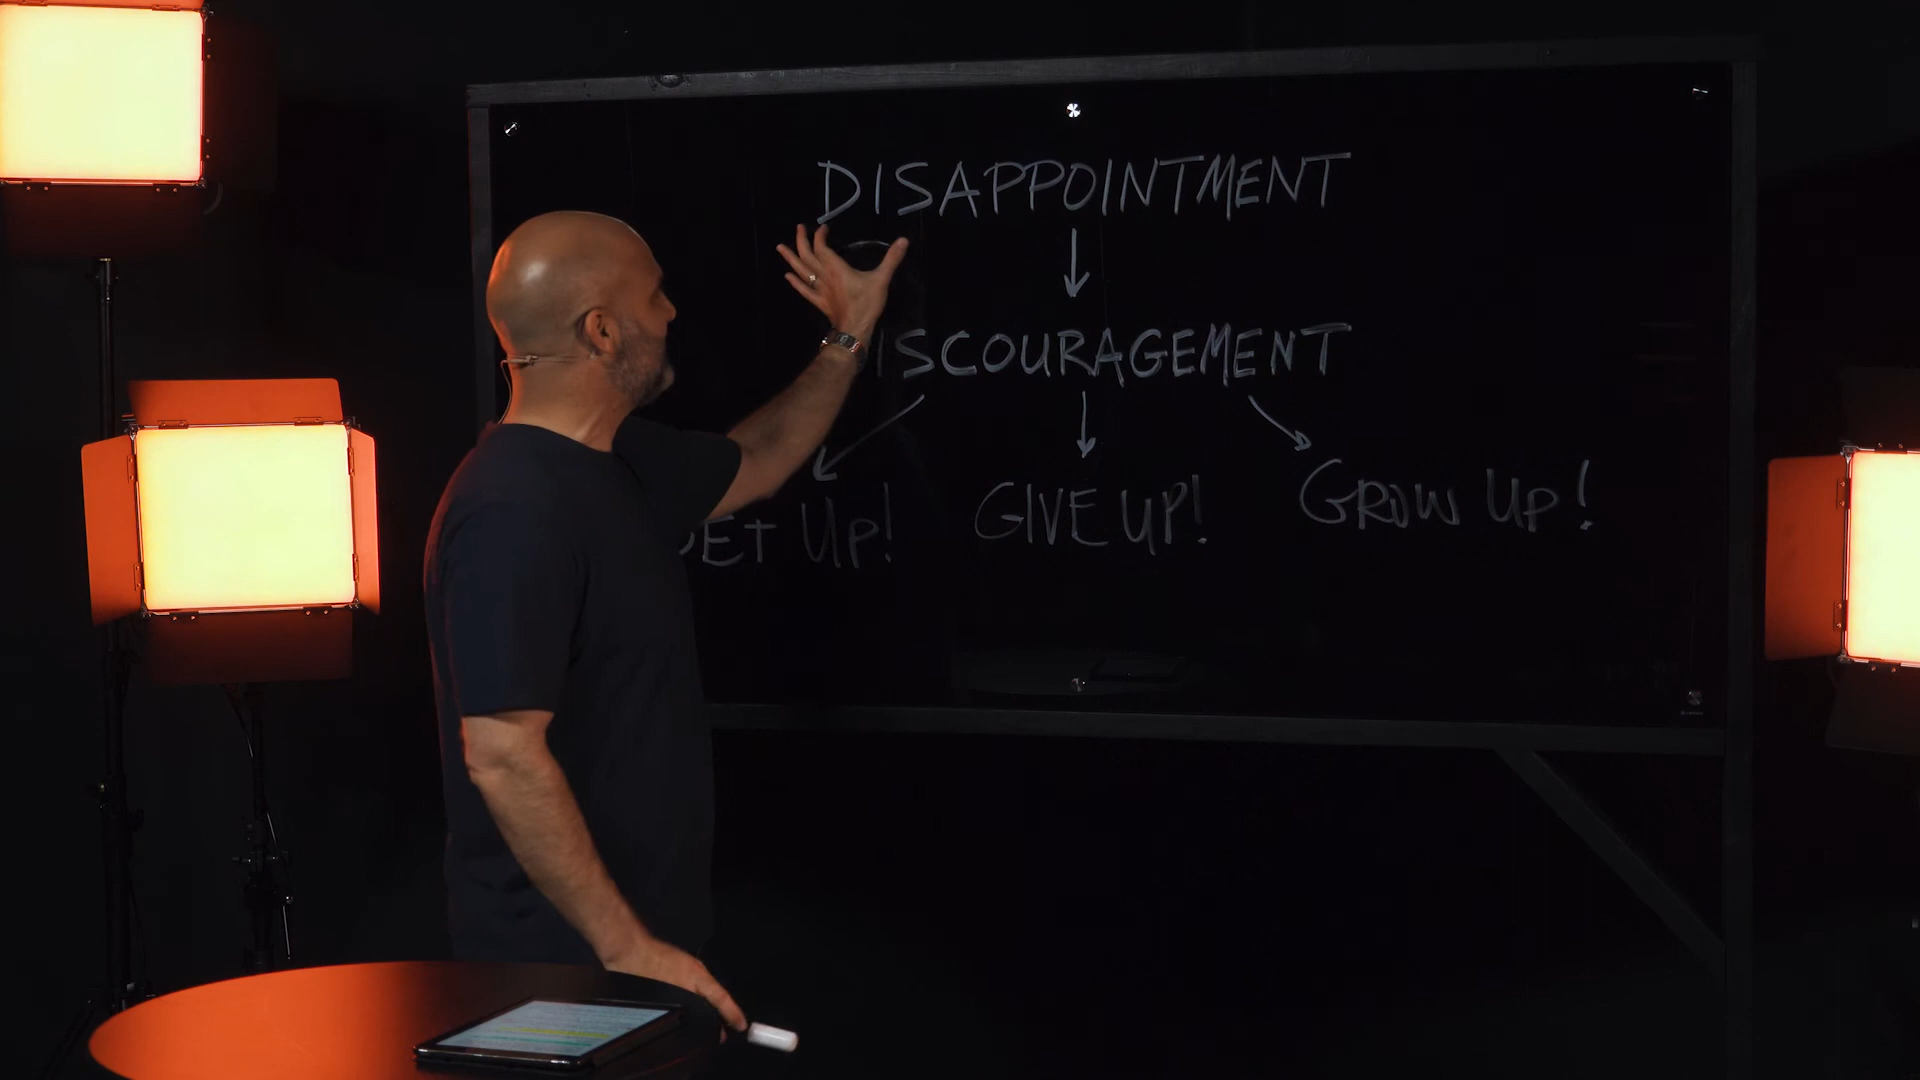 DISAPPOINTMENT
ISCOURAGEMENT
ET UP! GIVE UP! GROW UP!